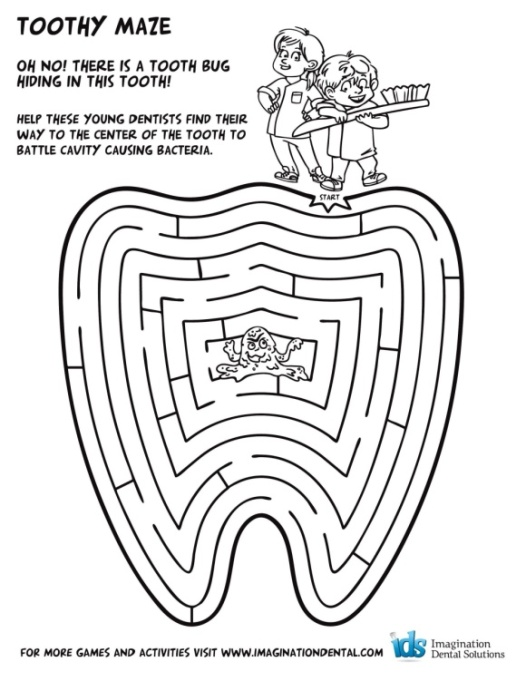 TOOTHY MAZE
OH NO! THERE IS A TOOTH BUG
HIDING IN THIS TOOTH!
HELP THESE YOUNG DENTISTS FIND THEIR
WAY TO THE CENTER OF THE TOOTH TO
BATTLE CAVITY CAUSING BACTERIA.
START
FOR MORE GAMES AND ACTIVITIES VISIT WWW.IMAGINATIONDENTAL.COM
ids Imagination
Dental Solutions